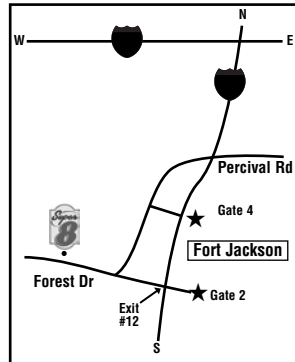 N
W
E
Percival Rd
Gate 4
Super
8
Fort Jackson
Forest Dr
Gate 2
Exit
#12
S